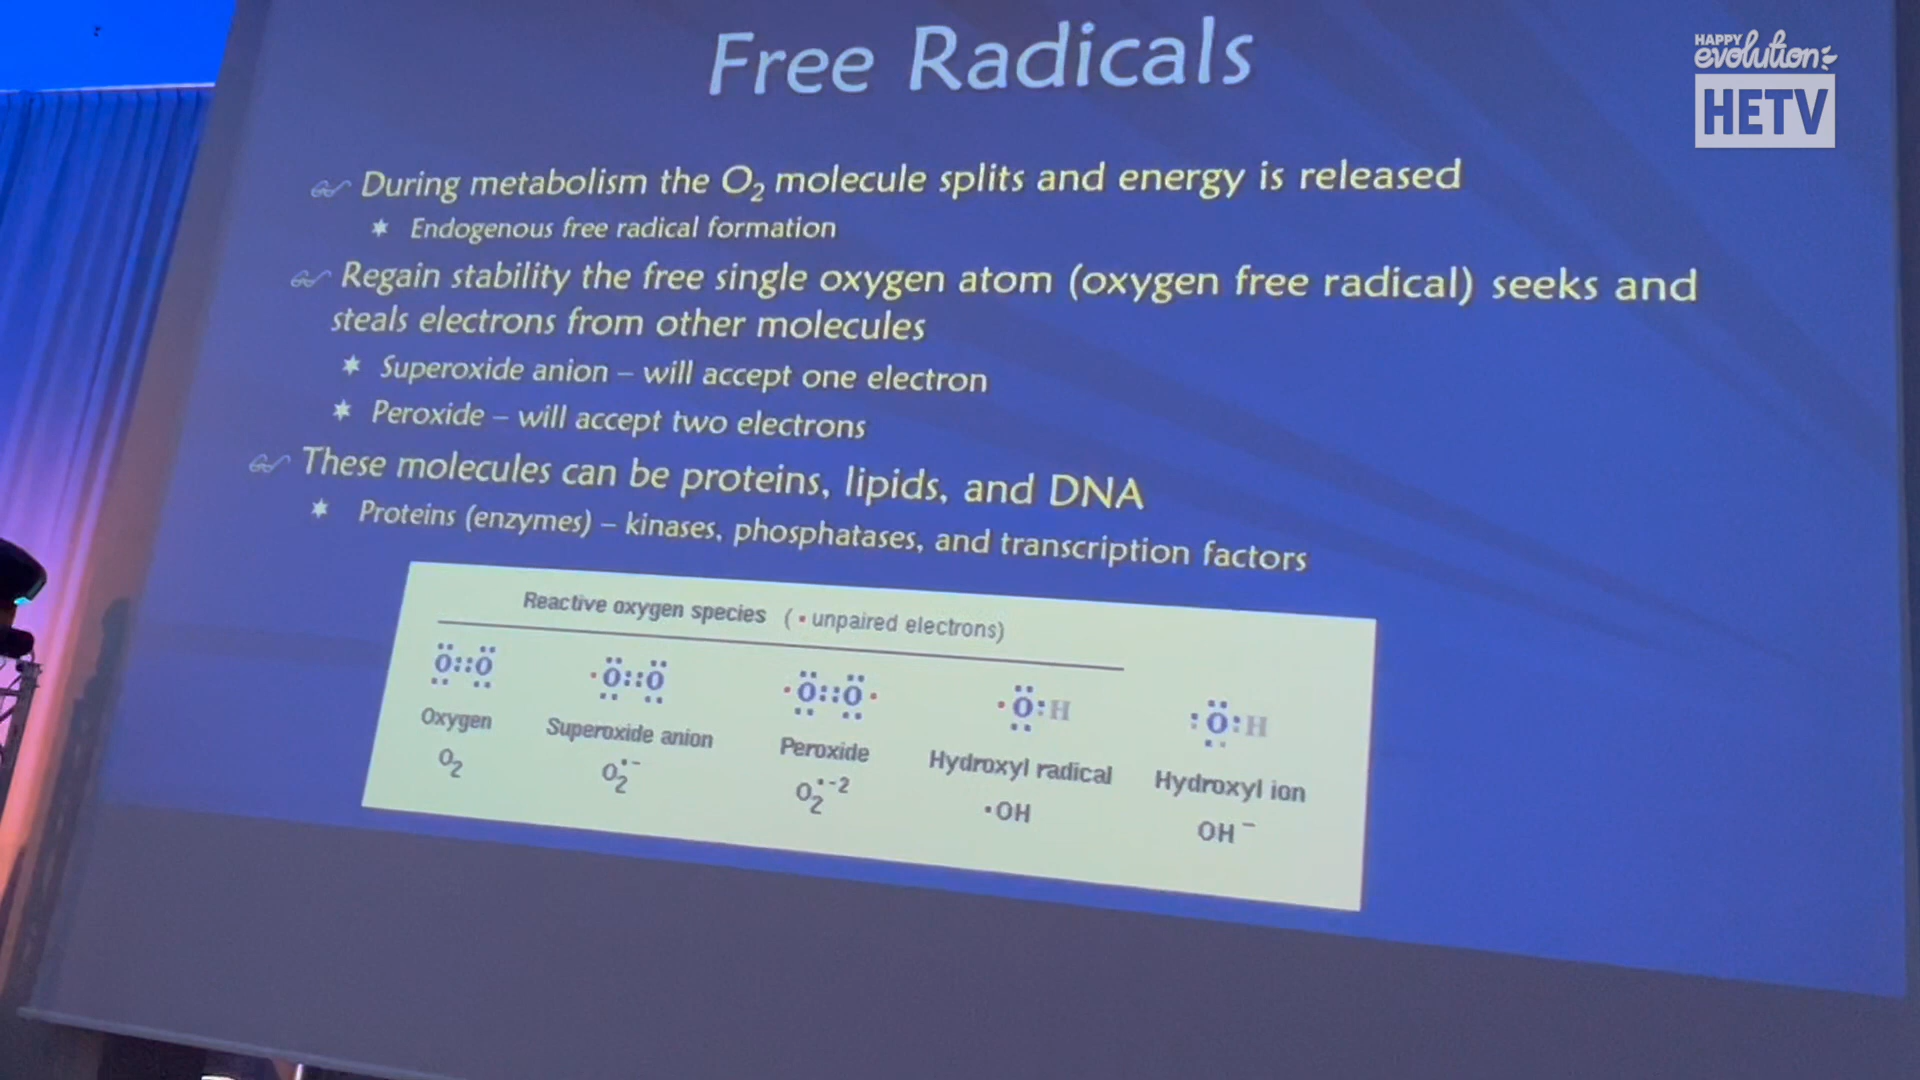 Free Radicals
HAPPY
evolution
HETV
During metabolism the O₂ molecule splits and energy is released
* Endogenous free radical formation
Regain stability the free single oxygen atom (oxygen free radical) seeks and
steals electrons from other molecules
* Superoxide anion – will accept one electron
* Peroxide – will accept two electrons
These molecules can be proteins, lipids, and DNA
* Proteins (enzymes) – kinases, phosphatases, and transcription factors
Reactive oxygen species (• unpaired electrons)
O::O ·O::O ·O::O· ·O:H :O:H
Oxygen Superoxide anion Peroxide Hydroxyl radical Hydroxyl ion
O₂ O₂•⁻ O₂•⁻² •OH OH⁻